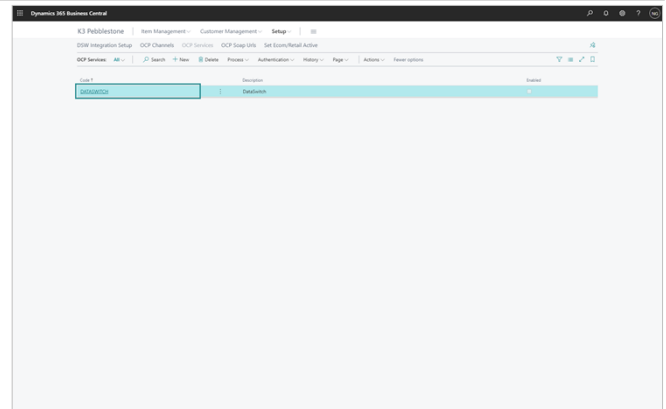 Dynamics 365 Business Central
NG
K3 Pebblestone Item Management Customer Management Setup
DSW Integration Setup OCP Channels OCP Services OCP Soap Urls Set Ecom/Retail Active
OCP Services: All Search + New Delete Process Authentication History Page Actions Fewer options
Code ↑ Description Enabled
DATASWITCH DataSwitch